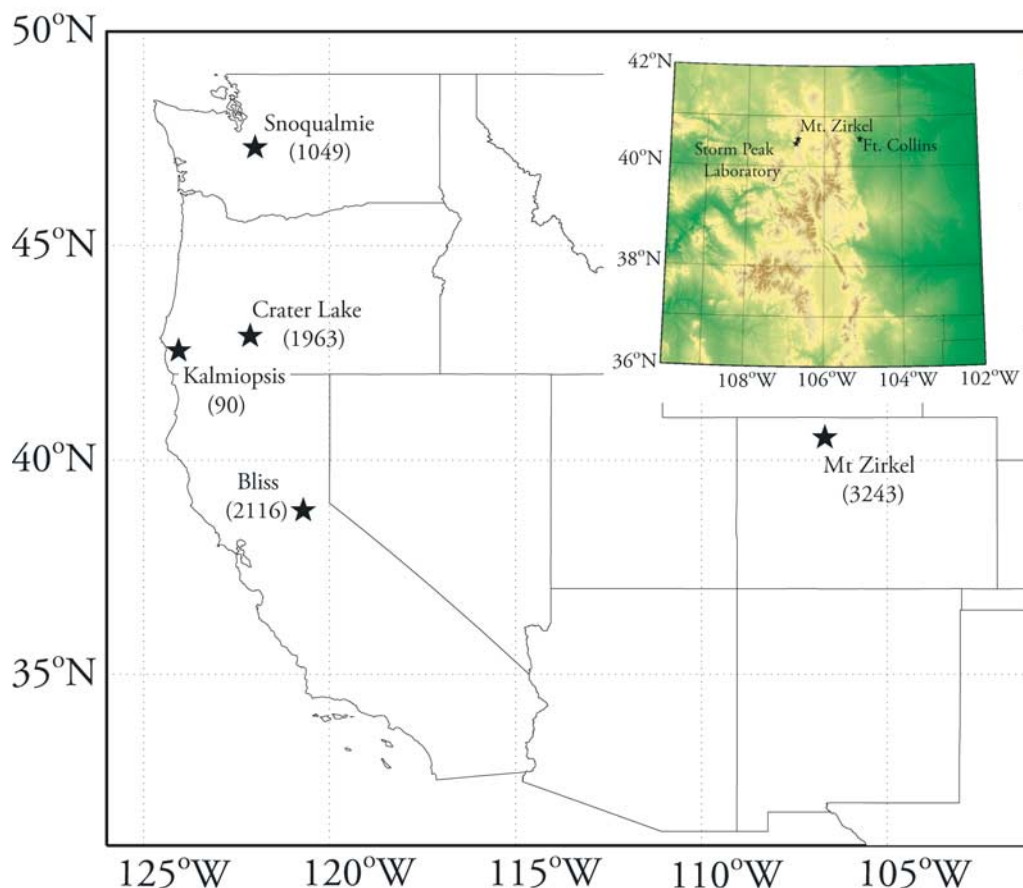 50°N
45°N
40°N
35°N
125°W
120°W
115°W
110°W
105°W
Snoqualmie
(1049)
Crater Lake
(1963)
Kalmiopsis
(90)
Bliss
(2116)
Mt Zirkel
(3243)
42°N
40°N
38°N
36°N
108°W
106°W
104°W
102°W
Mt. Zirkel
Ft. Collins
Storm Peak
Laboratory